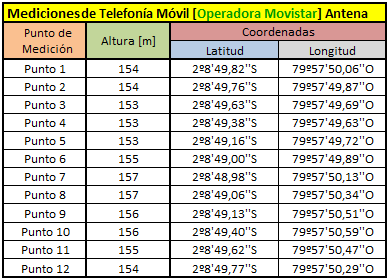 Mediciones de Telefonía Móvil [Operadora Movistar] Antena
Punto de Medición Altura [m] Coordenadas
Latitud Longitud
Punto 1 154 2º8'49,82''S 79º57'50,06''O
Punto 2 154 2º8'49,76''S 79º57'49,87''O
Punto 3 153 2º8'49,63''S 79º57'49,69''O
Punto 4 153 2º8'49,38''S 79º57'49,63''O
Punto 5 153 2º8'49,16''S 79º57'49,72''O
Punto 6 155 2º8'49,00''S 79º57'49,89''O
Punto 7 157 2º8'48,98''S 79º57'50,13''O
Punto 8 157 2º8'49,06''S 79º57'50,34''O
Punto 9 156 2º8'49,13''S 79º57'50,51''O
Punto 10 156 2º8'49,40''S 79º57'50,59''O
Punto 11 155 2º8'49,62''S 79º57'50,47''O
Punto 12 154 2º8'49,77''S 79º57'50,29''O